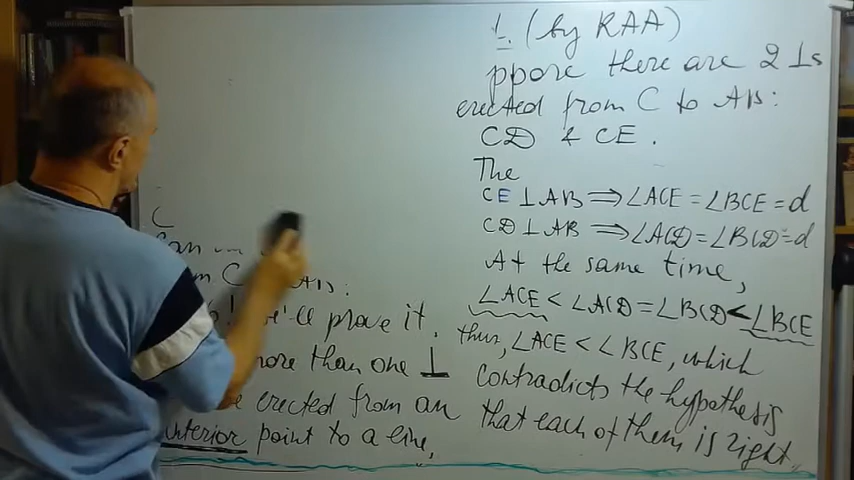 C
Can
C AB:
! We'll prove it.
more than one ⊥
be erected from an
interior point to a line,
1. (by RAA)
ppose there are 2 ⊥s
erected from C to AB:
CD & CE.
The
CE ⊥ AB ⟹ ∠ACE = ∠BCE = d
CD ⊥ AB ⟹ ∠ACD = ∠BCD = d
At the same time,
∠ACE < ∠ACD = ∠BCD < ∠BCE
thus, ∠ACE < ∠BCE, which
contradicts the hypothesis
that each of them is right.